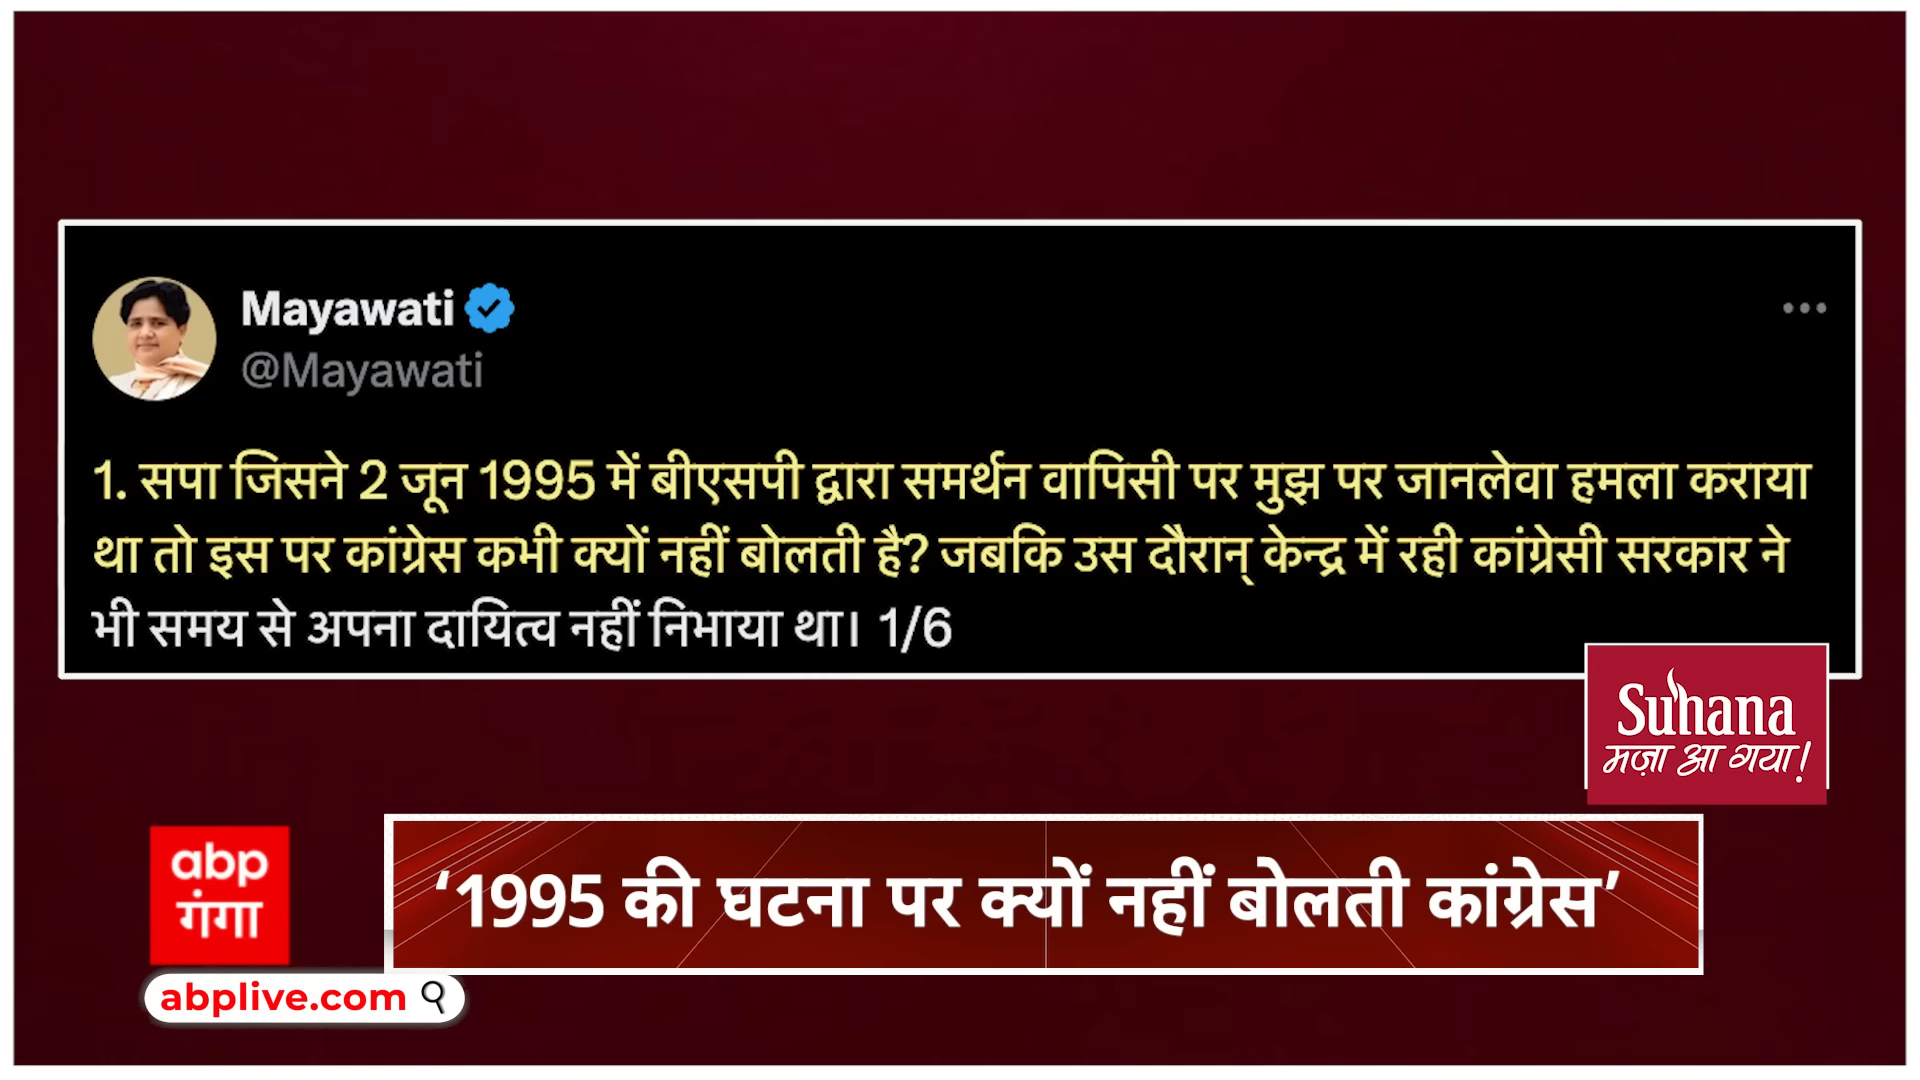 Mayawati
@Mayawati
1. सपा जिसने 2 जून 1995 में बीएसपी द्वारा समर्थन वापिसी पर मुझ पर जानलेवा हमला कराया
था तो इस पर कांग्रेस कभी क्यों नहीं बोलती है? जबकि उस दौरान् केन्द्र में रही कांग्रेसी सरकार ने
भी समय से अपना दायित्व नहीं निभाया था। 1/6
Suhana
मज़ा आ गया!
abp
गंगा
‘1995 की घटना पर क्यों नहीं बोलती कांग्रेस’
abplive.com